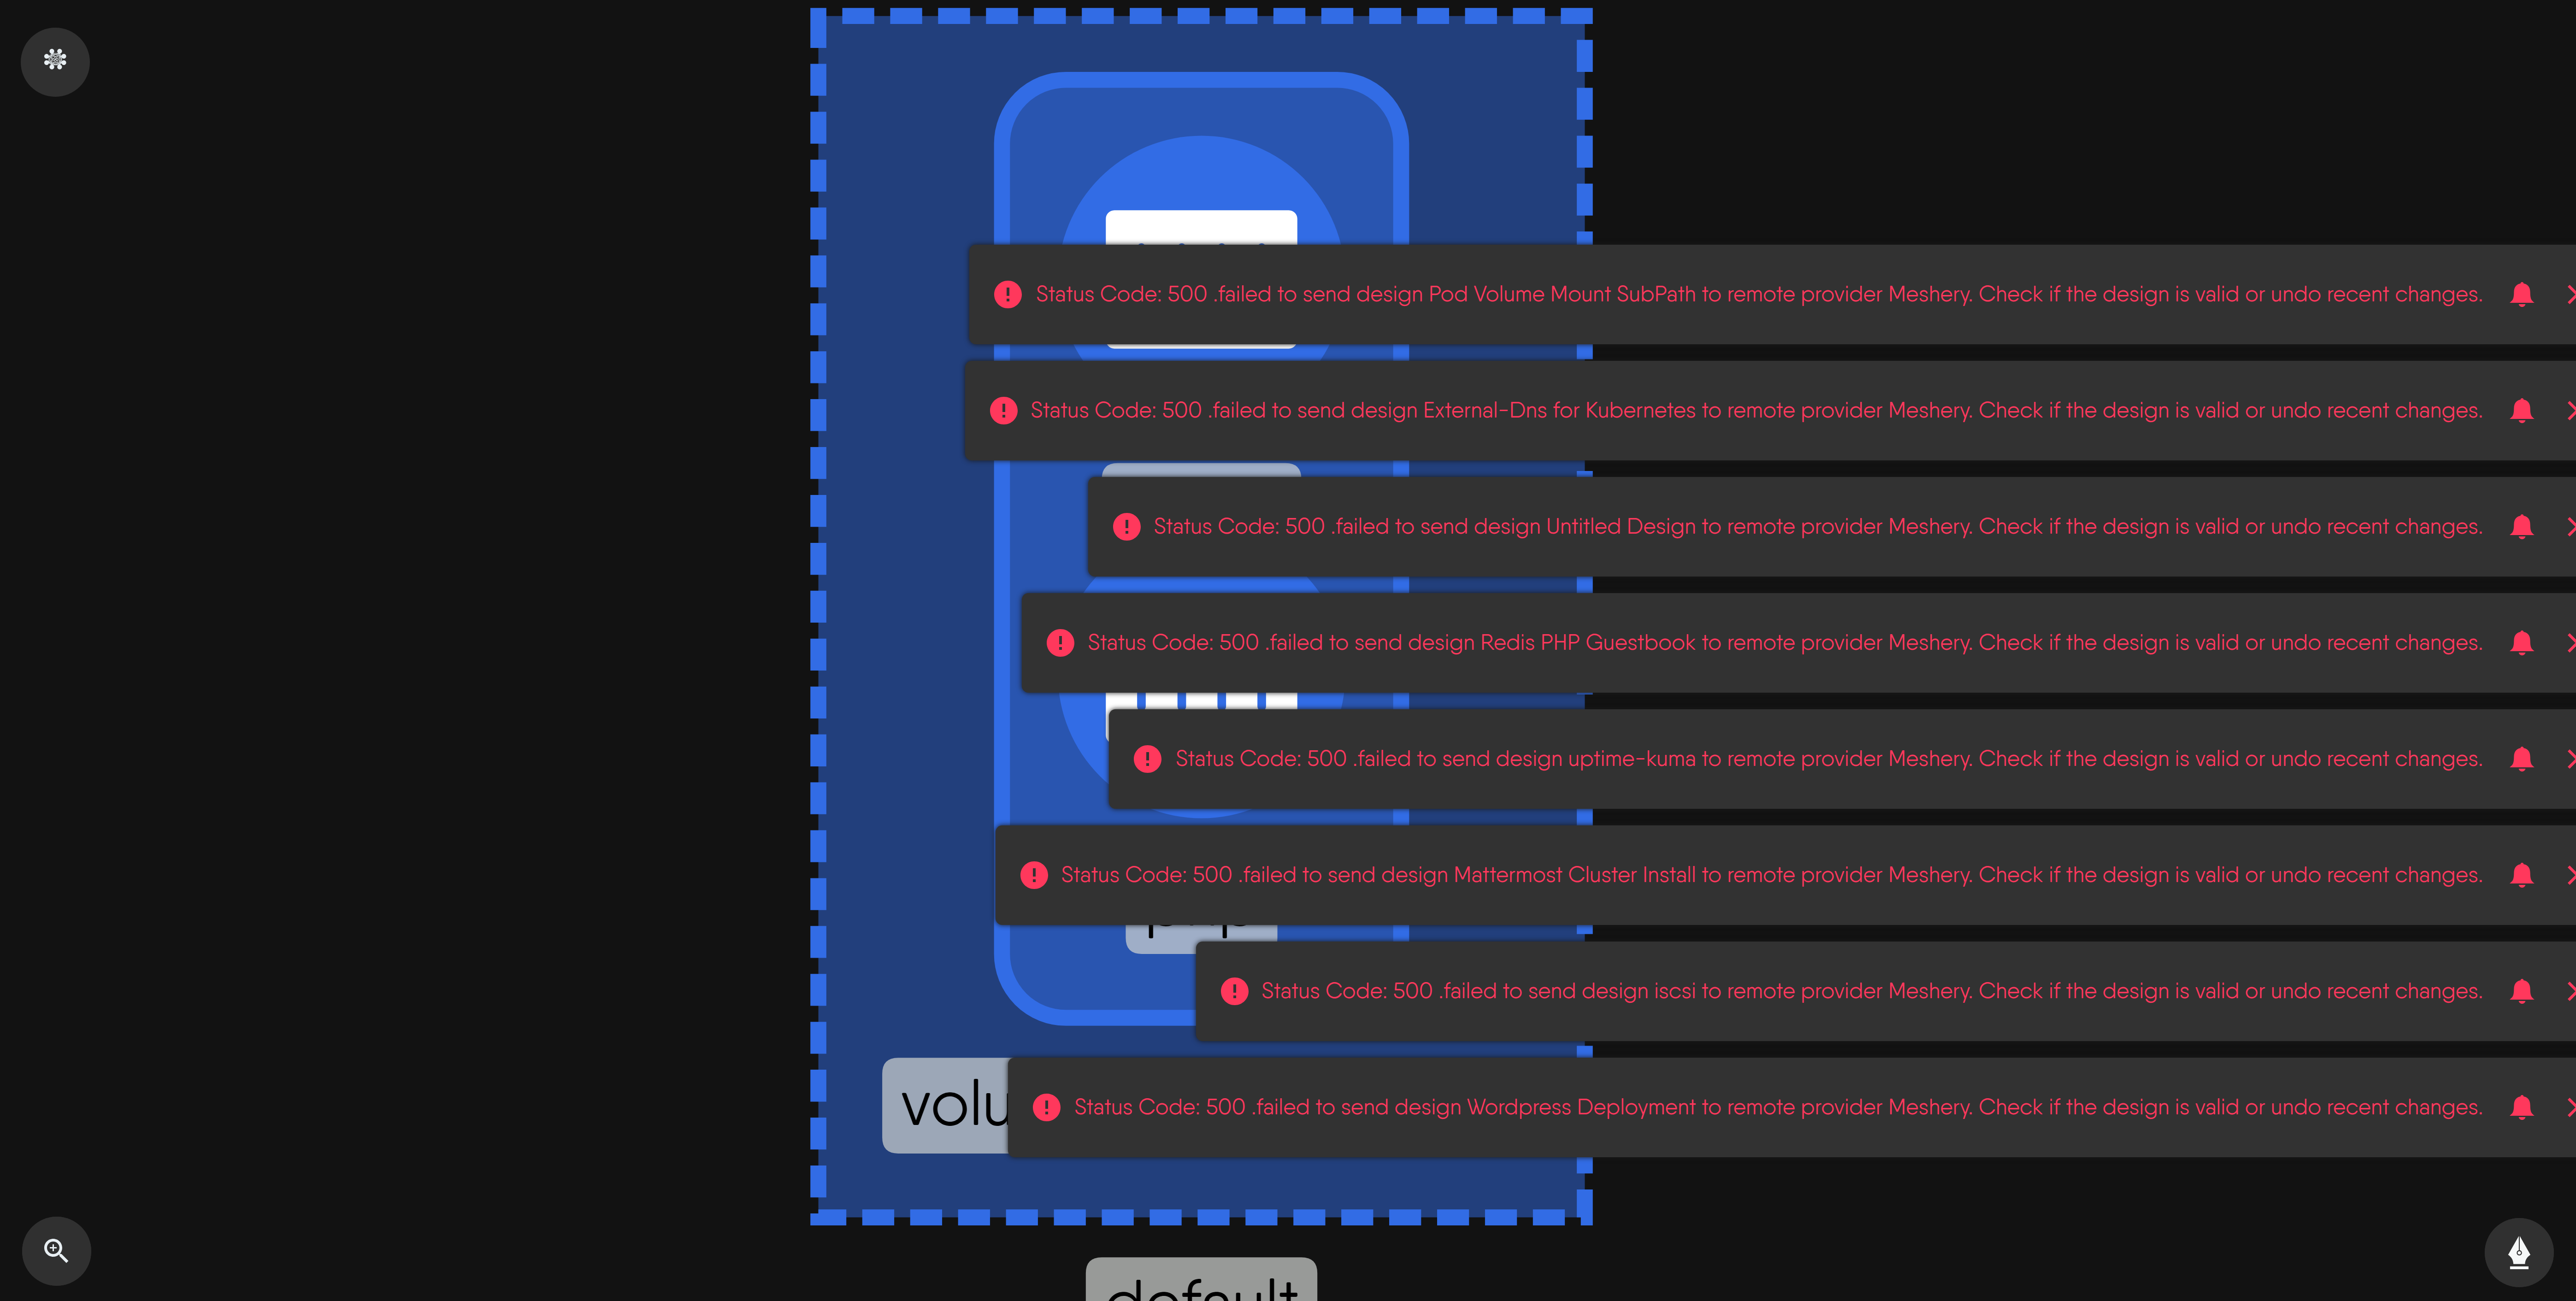 Status Code: 500 .failed to send design Pod Volume Mount SubPath to remote provider Meshery. Check if the design is valid or undo recent changes.
Status Code: 500 .failed to send design External-Dns for Kubernetes to remote provider Meshery. Check if the design is valid or undo recent changes.
Status Code: 500 .failed to send design Untitled Design to remote provider Meshery. Check if the design is valid or undo recent changes.
Status Code: 500 .failed to send design Redis PHP Guestbook to remote provider Meshery. Check if the design is valid or undo recent changes.
Status Code: 500 .failed to send design uptime-kuma to remote provider Meshery. Check if the design is valid or undo recent changes.
Status Code: 500 .failed to send design Mattermost Cluster Install to remote provider Meshery. Check if the design is valid or undo recent changes.
Status Code: 500 .failed to send design iscsi to remote provider Meshery. Check if the design is valid or undo recent changes.
volu
Status Code: 500 .failed to send design Wordpress Deployment to remote provider Meshery. Check if the design is valid or undo recent changes.
default